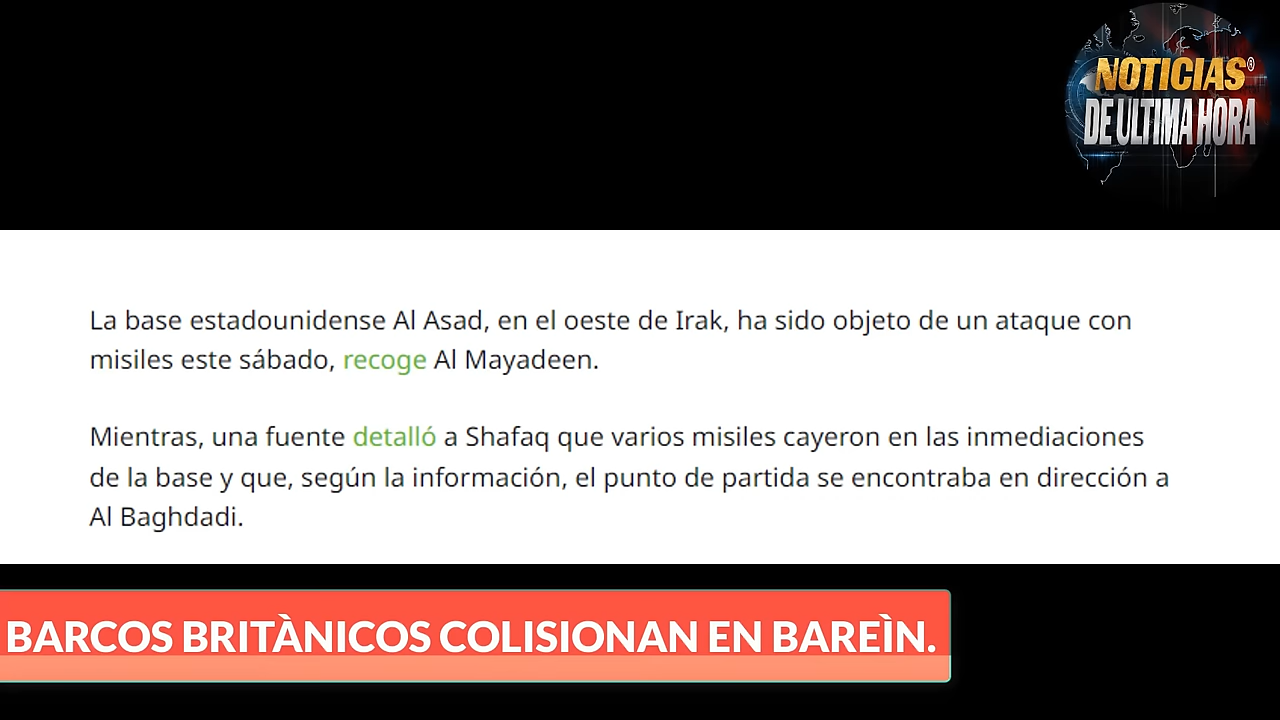 NOTICIAS®
DE ULTIMA HORA
La base estadounidense Al Asad, en el oeste de Irak, ha sido objeto de un ataque con
misiles este sábado, recoge Al Mayadeen.
Mientras, una fuente detalló a Shafaq que varios misiles cayeron en las inmediaciones
de la base y que, según la información, el punto de partida se encontraba en dirección a
Al Baghdadi.
BARCOS BRITÀNICOS COLISIONAN EN BAREÌN.